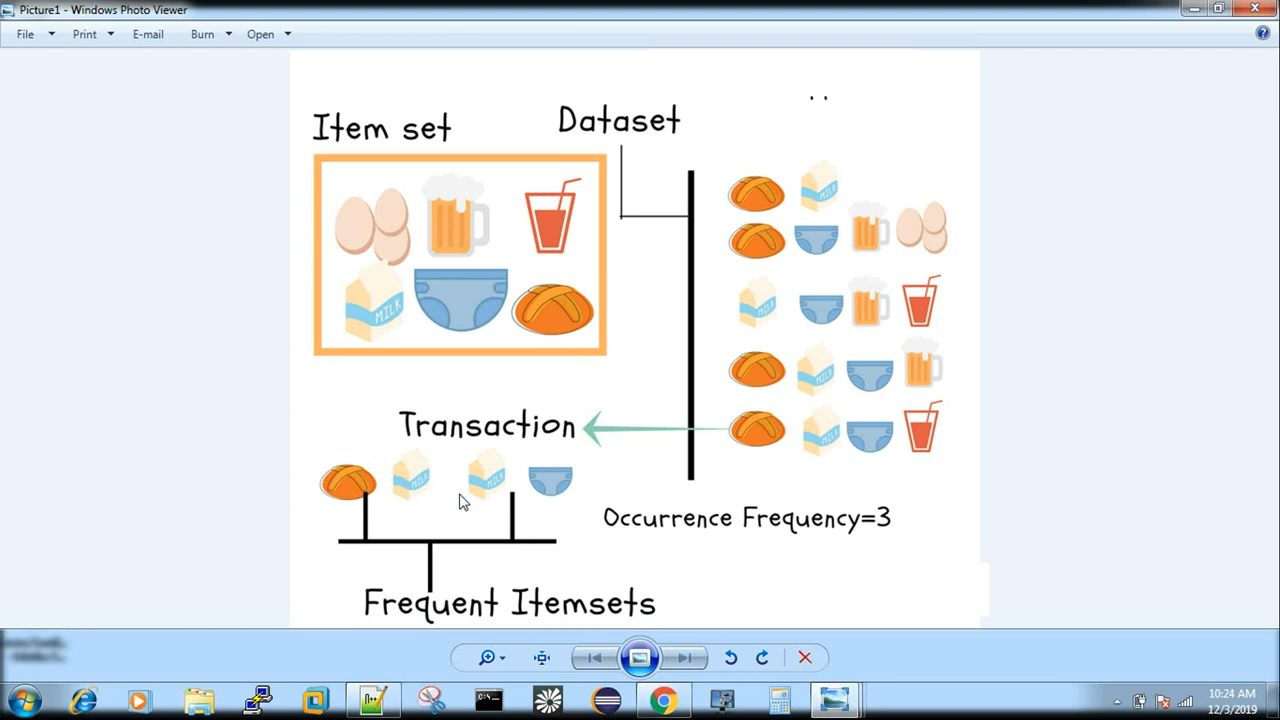 Picture1 - Windows Photo Viewer
File Print E-mail Burn Open
Item set
Dataset
MILK
MILK
MILK
MILK
MILK
Transaction
MILK MILK
Occurrence Frequency=3
Frequent Itemsets
10:24 AM
12/3/2019